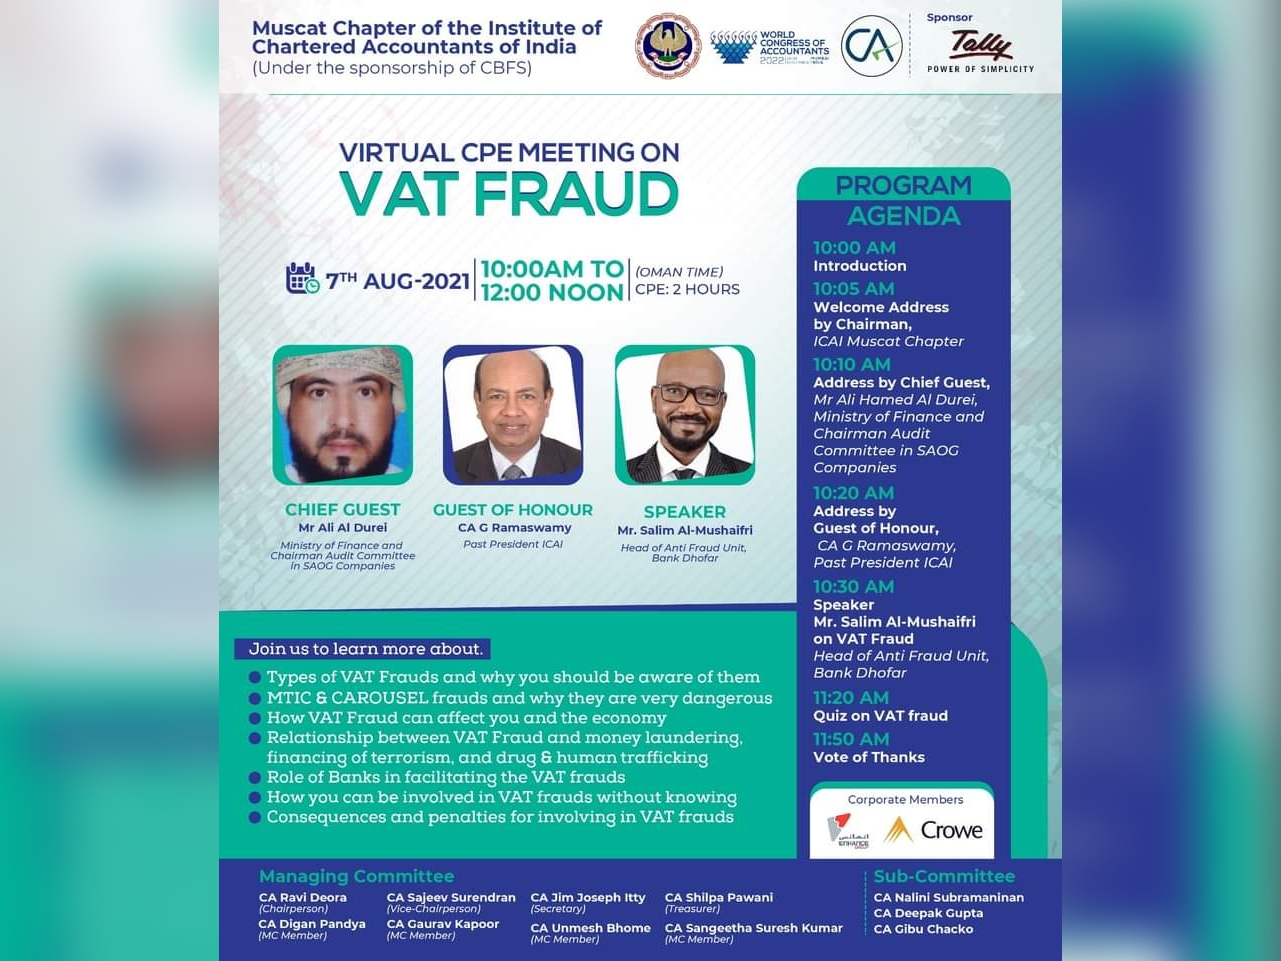 Muscat Chapter of the Institute of
Chartered Accountants of India
(Under the sponsorship of CBFS)
WORLD
CONGRESS OF
ACCOUNTANTS
2022
CA
Sponsor
Tally
POWER OF SIMPLICITY
VIRTUAL CPE MEETING ON
VAT FRAUD
7TH AUG-2021
10:00AM TO
12:00 NOON
(OMAN TIME)
CPE: 2 HOURS
CHIEF GUEST
Mr Ali Al Durei
Ministry of Finance and
Chairman Audit Committee
in SAOG Companies
GUEST OF HONOUR
CA G Ramaswamy
Past President ICAI
SPEAKER
Mr. Salim Al-Mushaifri
Head of Anti Fraud Unit,
Bank Dhofar
PROGRAM
AGENDA
10:00 AM
Introduction
10:05 AM
Welcome Address
by Chairman,
ICAI Muscat Chapter
10:10 AM
Address by Chief Guest,
Mr Ali Hamed Al Durei,
Ministry of Finance and
Chairman Audit
Committee in SAOG
Companies
10:20 AM
Address by
Guest of Honour,
CA G Ramaswamy,
Past President ICAI
10:30 AM
Speaker
Mr. Salim Al-Mushaifri
on VAT Fraud
Head of Anti Fraud Unit,
Bank Dhofar
11:20 AM
Quiz on VAT fraud
11:50 AM
Vote of Thanks
Corporate Members
ENHANCE
GROUP
Crowe
Join us to learn more about.
Types of VAT Frauds and why you should be aware of them
MTIC & CAROUSEL frauds and why they are very dangerous
How VAT Fraud can affect you and the economy
Relationship between VAT Fraud and money laundering,
financing of terrorism, and drug & human trafficking
Role of Banks in facilitating the VAT frauds
How you can be involved in VAT frauds without knowing
Consequences and penalties for involving in VAT frauds
Managing Committee
CA Ravi Deora
(Chairperson)
CA Sajeev Surendran
(Vice-Chairperson)
CA Jim Joseph Itty
(Secretary)
CA Shilpa Pawani
(Treasurer)
CA Digan Pandya
(MC Member)
CA Gaurav Kapoor
(MC Member)
CA Unmesh Bhome
(MC Member)
CA Sangeetha Suresh Kumar
(MC Member)
Sub-Committee
CA Nalini Subramaninan
CA Deepak Gupta
CA Gibu Chacko